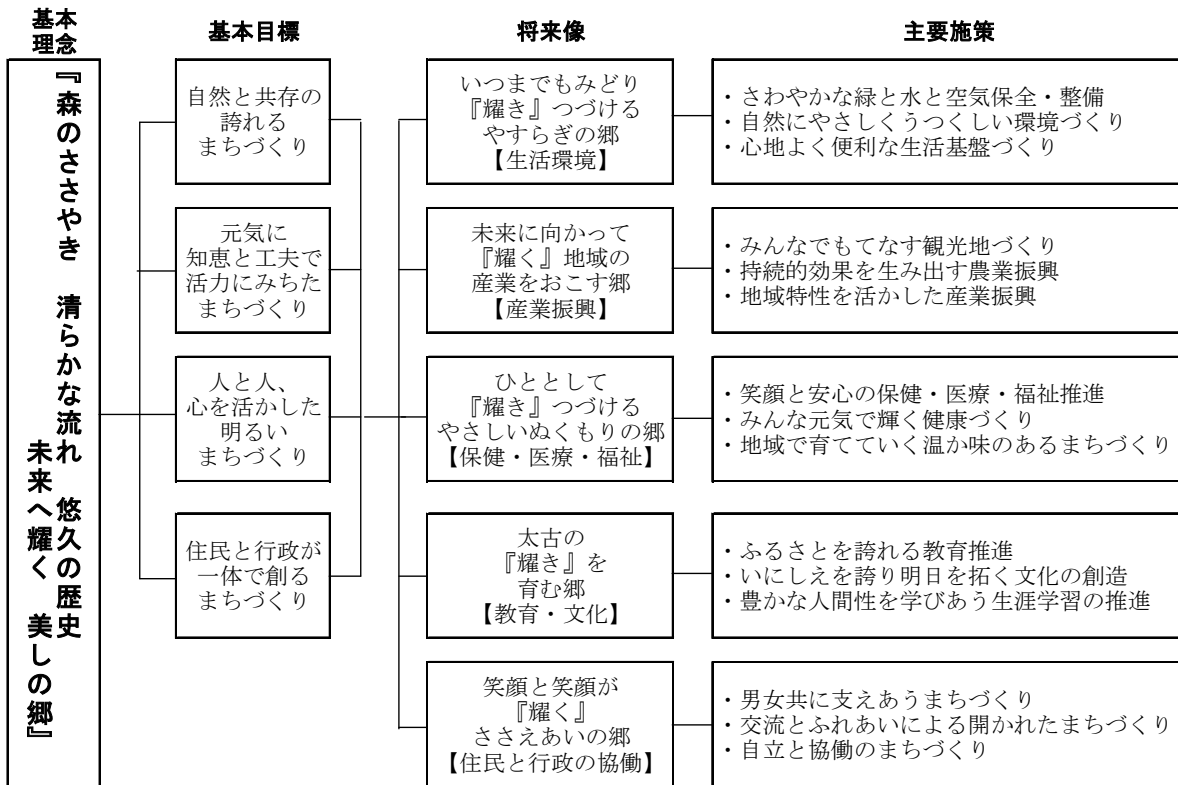 基本
理念
基本目標
将来像
主要施策
『森のささやき　清らかな流れ　悠久の歴史
未来へ耀く　美しの郷』
自然と共存の
誇れる
まちづくり
元気に
知恵と工夫で
活力にみちた
まちづくり
人と人、
心を活かした
明るい
まちづくり
住民と行政が
一体で創る
まちづくり
いつまでもみどり
『耀き』つづける
やすらぎの郷
【生活環境】
・さわやかな緑と水と空気保全・整備
・自然にやさしくうつくしい環境づくり
・心地よく便利な生活基盤づくり
未来に向かって
『耀く』地域の
産業をおこす郷
【産業振興】
・みんなでもてなす観光地づくり
・持続的効果を生み出す農業振興
・地域特性を活かした産業振興
ひととして
『耀き』つづける
やさしいぬくもりの郷
【保健・医療・福祉】
・笑顔と安心の保健・医療・福祉推進
・みんな元気で輝く健康づくり
・地域で育てていく温か味のあるまちづくり
太古の
『耀き』を
育む郷
【教育・文化】
・ふるさとを誇れる教育推進
・いにしえを誇り明日を拓く文化の創造
・豊かな人間性を学びあう生涯学習の推進
笑顔と笑顔が
『耀く』
ささえあいの郷
【住民と行政の協働】
・男女共に支えあうまちづくり
・交流とふれあいによる開かれたまちづくり
・自立と協働のまちづくり